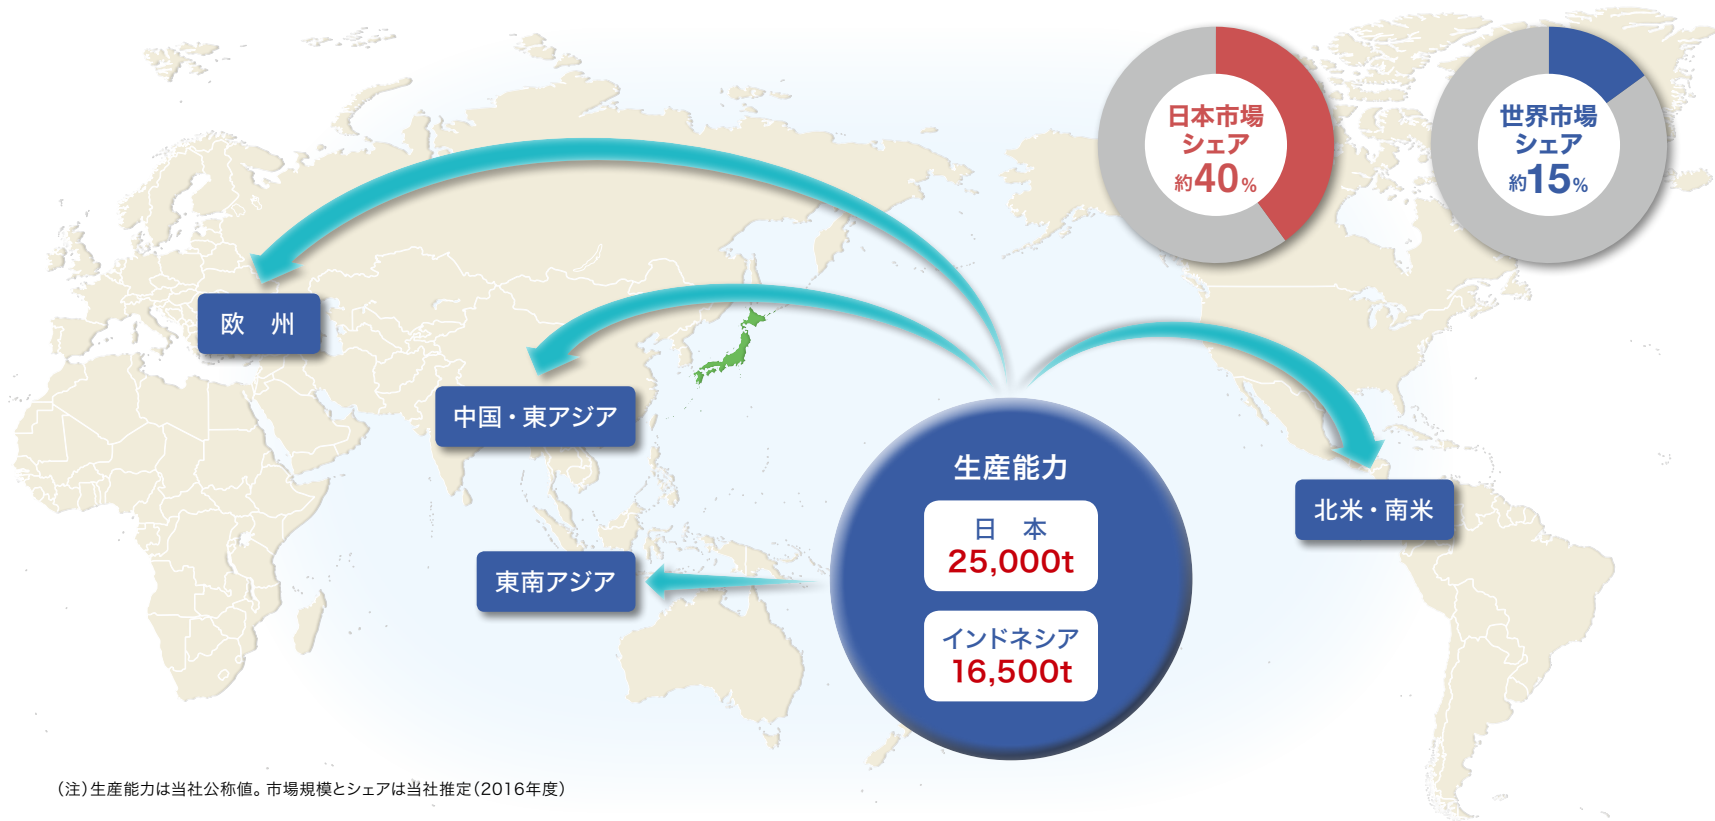 日本市場
シェア
約40%
世界市場
シェア
約15%
欧　州
中国・東アジア
東南アジア
北米・南米
生産能力
日　本
25,000t
インドネシア
16,500t
（注）生産能力は当社公称値。市場規模とシェアは当社推定（2016年度）